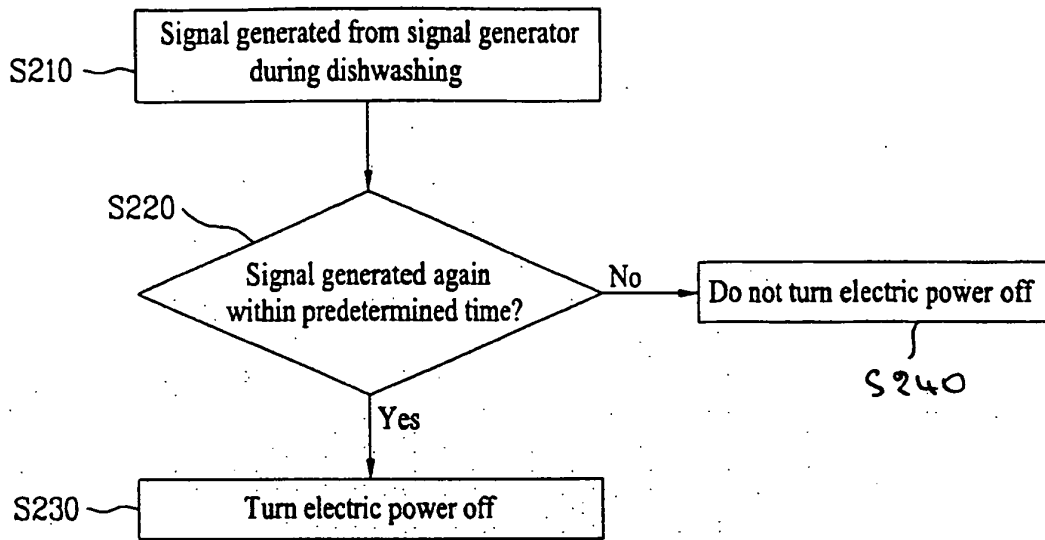 Signal generated from signal generator
during dishwashing
S210
S220
Signal generated again
within predetermined time?
No
Do not turn electric power off
S240
Yes
S230
Turn electric power off